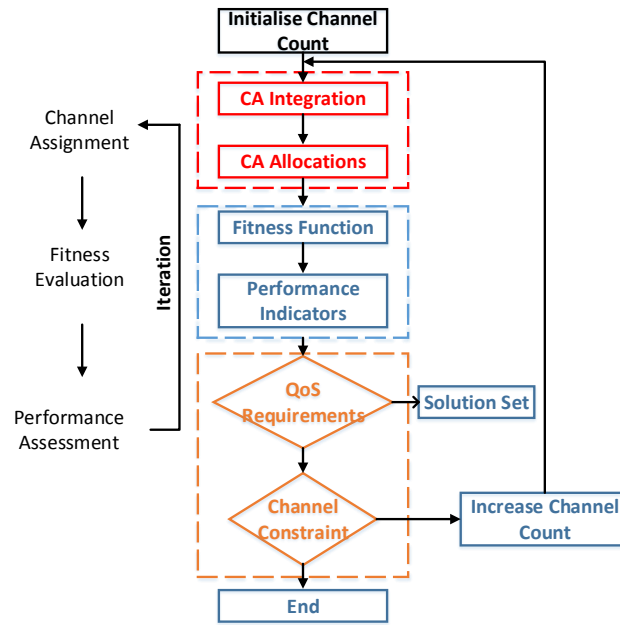 Initialise Channel
Count
CA Integration
CA Allocations
Channel
Assignment
Fitness
Evaluation
Performance
Assessment
Iteration
Fitness Function
Performance
Indicators
QoS
Requirements
Solution Set
Channel
Constraint
Increase Channel
Count
End